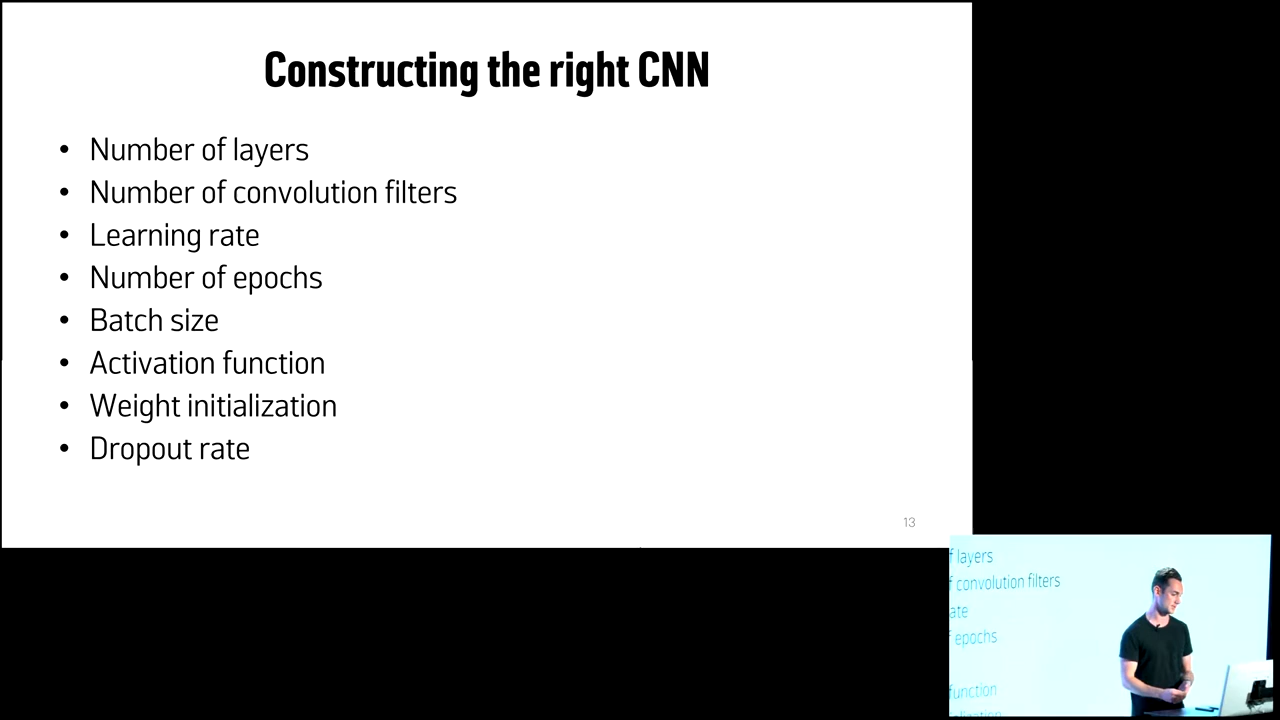 Constructing the right CNN
• Number of layers
• Number of convolution filters
• Learning rate
• Number of epochs
• Batch size
• Activation function
• Weight initialization
• Dropout rate
13
f layers
f convolution filters
ate
epochs
function